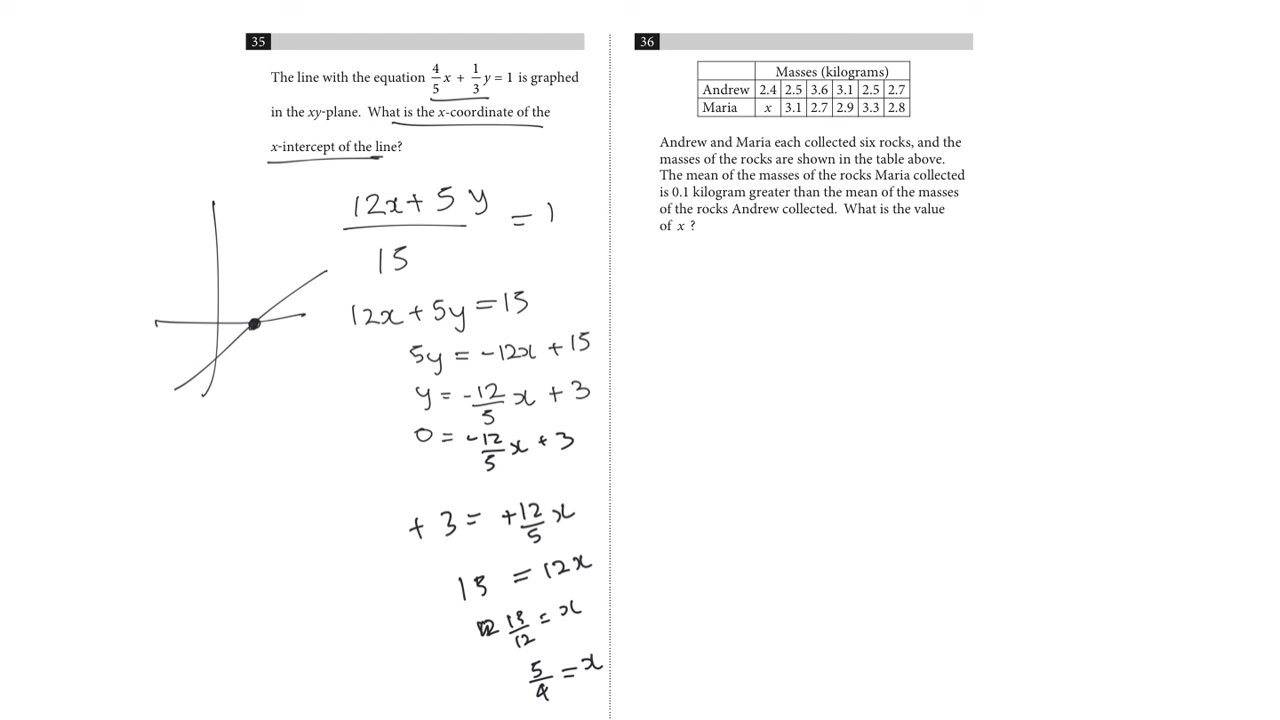 35
The line with the equation 4/5 x + 1/3 y = 1 is graphed
in the xy-plane. What is the x-coordinate of the
x-intercept of the line?
12x + 5y
15
= 1
12x + 5y = 15
5y = -12x + 15
y = -12/5 x + 3
0 = -12/5 x + 3
+ 3 = +12/5 x
15 = 12x
15/12 = x
5/4 = x
36
Masses (kilograms)
Andrew 2.4 2.5 3.6 3.1 2.5 2.7
Maria x 3.1 2.7 2.9 3.3 2.8
Andrew and Maria each collected six rocks, and the
masses of the rocks are shown in the table above.
The mean of the masses of the rocks Maria collected
is 0.1 kilogram greater than the mean of the masses
of the rocks Andrew collected. What is the value
of x ?